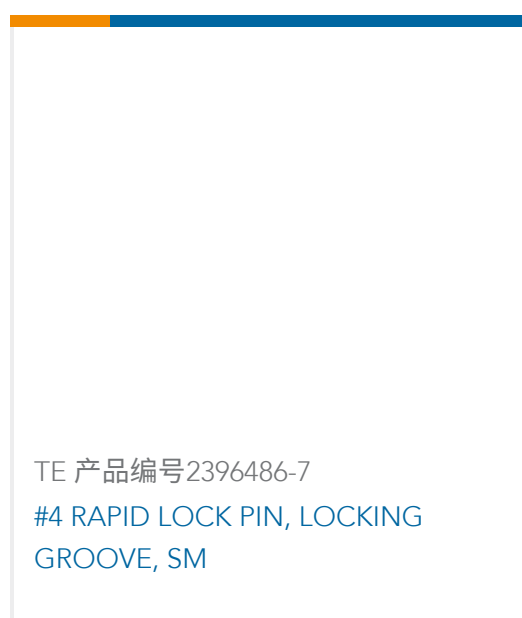 TE 产品编号2396486-7
#4 RAPID LOCK PIN, LOCKING
GROOVE, SM